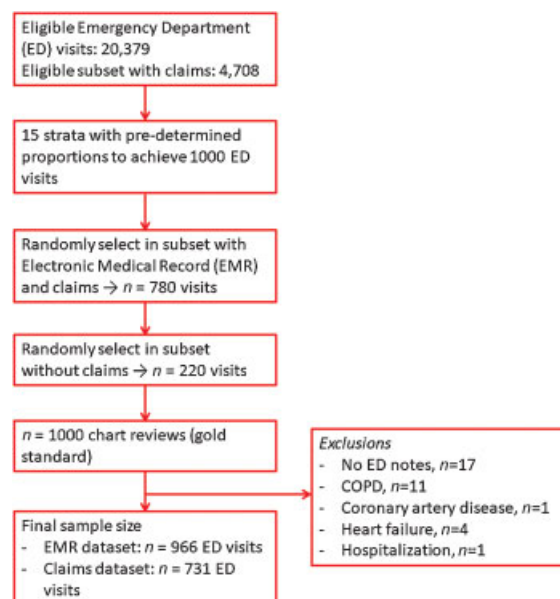 Eligible Emergency Department
(ED) visits: 20,379
Eligible subset with claims: 4,708
15 strata with pre-determined
proportions to achieve 1000 ED
visits
Randomly select in subset with
Electronic Medical Record (EMR)
and claims → n = 780 visits
Randomly select in subset
without claims → n = 220 visits
n = 1000 chart reviews (gold
standard)
Exclusions
- No ED notes, n=17
- COPD, n=11
- Coronary artery disease, n=1
- Heart failure, n=4
- Hospitalization, n=1
Final sample size
- EMR dataset: n = 966 ED visits
- Claims dataset: n = 731 ED
visits